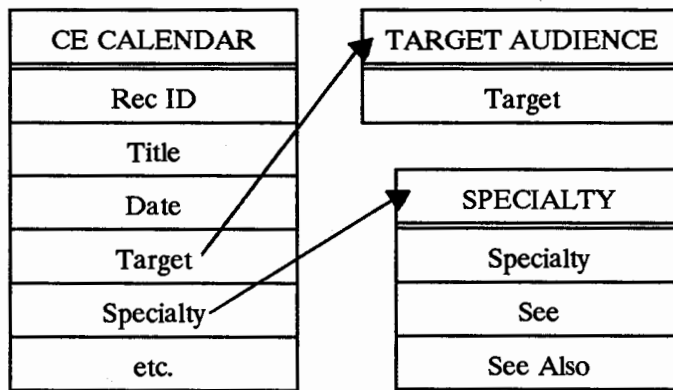 CE CALENDAR
Rec ID
Title
Date
Target
Specialty
etc.
TARGET AUDIENCE
Target
SPECIALTY
Specialty
See
See Also